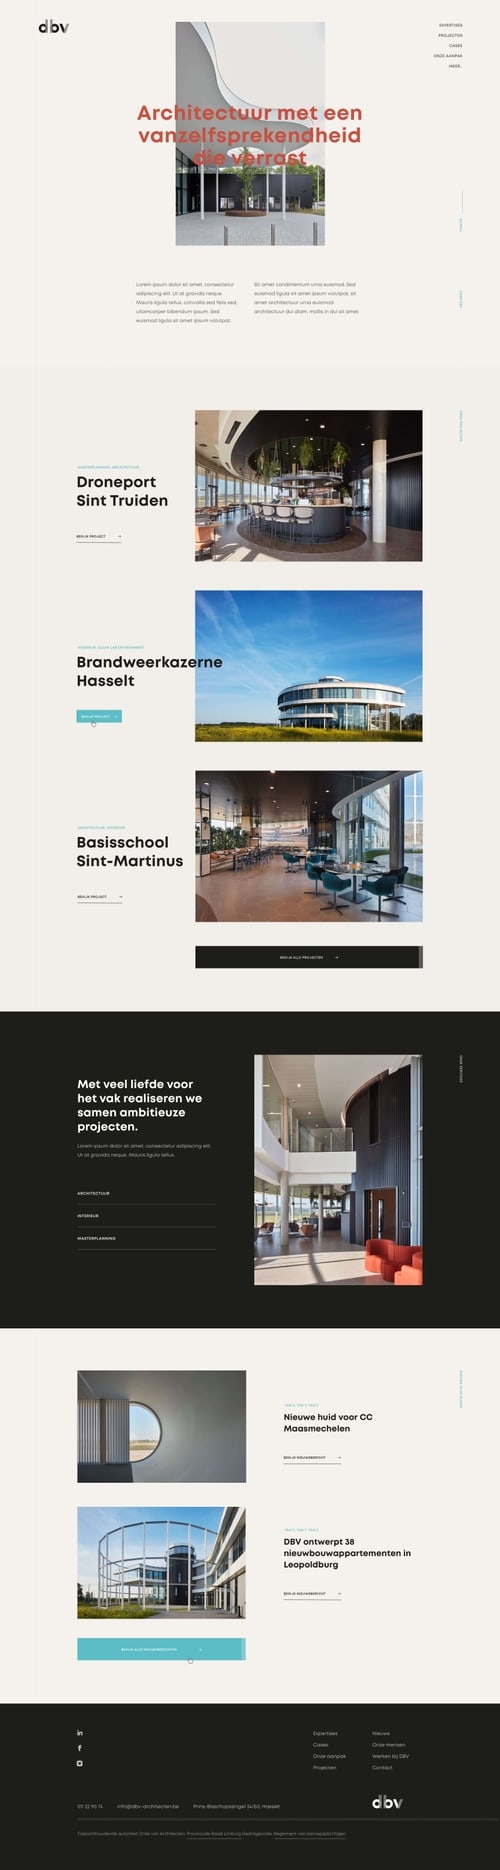 dbv
EXPERTISES
PROJECTEN
CASES
ONZE AANPAK
MEER..
Architectuur met een
vanzelfsprekendheid
die verrast
Lorem ipsum dolor sit amet, consectetur
adipiscing elit. Ut at gravida neque.
Mauris ligula tellus, convallis sed felis sed,
ullamcorper bibendum ipsum. Sed
euismod ligula sit amet ipsum volutpat.
Sit amet condimentum urna euismod. Sed
euismod ligula sit amet ipsum volutpat, sit
amet architectuur urna euismod
architectuur dui diam, mollis in dui sit amet
MASTERPLANNING, ARCHITECTUUR
Droneport
Sint Truiden
BEKIJK PROJECT →
INTERIEUR, CLEAN LAB ENVIRONMENT
Brandweerkazerne
Hasselt
BEKIJK PROJECT →
ARCHITECTUUR, INTERIEUR
Basisschool
Sint-Martinus
BEKIJK PROJECT →
BEKIJK ALLE PROJECTEN →
Met veel liefde voor
het vak realiseren we
samen ambitieuze
projecten.
Lorem ipsum dolor sit amet, consectetur adipiscing elit.
Ut at gravida neque. Mauris ligula tellus.
ARCHITECTUUR
INTERIEUR
MASTERPLANNING
TAG X, TAG Y, TAG Z
Nieuwe huid voor CC
Maasmechelen
BEKIJK NIEUWSBERICHT →
TAG X, TAG Y, TAG Z
DBV ontwerpt 38
nieuwbouwappartementen in
Leopoldburg
BEKIJK NIEUWSBERICHT →
BEKIJK ALLE NIEUWSBERICHTEN →
in
f
Expertises
Cases
Onze aanpak
Projecten
Nieuws
Onze mensen
Werken bij DBV
Contact
011 22 90 74
info@dbv-architecten.be
Prins-Bisschopssingel 34/b3, Hasselt
dbv
Toezichthoudende autoriteit Orde van Architecten: Provinciale Raad Limburg Gedragscode: Reglement van beroepsplichtigen